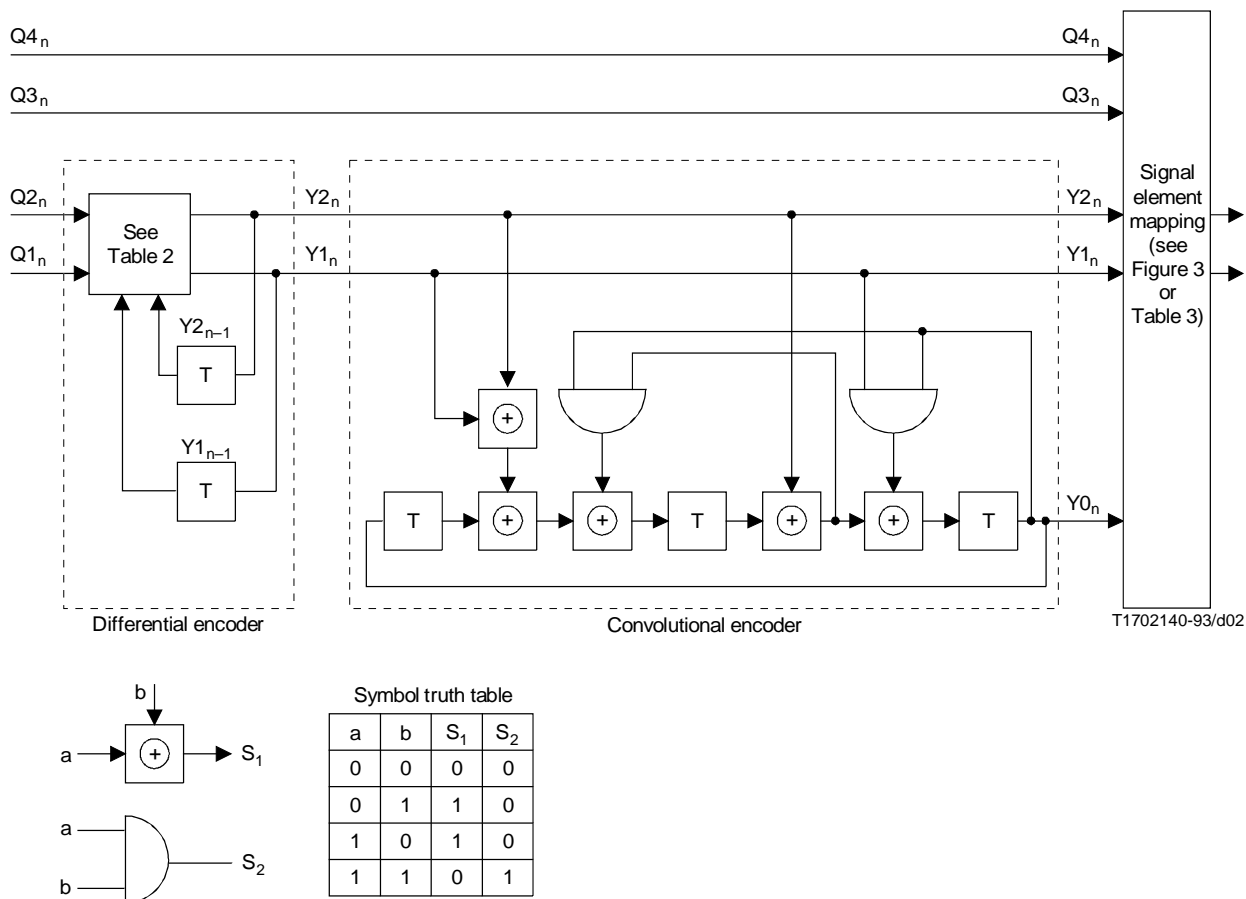 Q4n Q4n
Q3n Q3n
Q2n Y2n Y2n
See
Table 2
Q1n Y1n Y1n
Signal
element
mapping
(see
Figure 3
or
Table 3)
Y2n–1
T
+
Y1n–1
T
T + + T + + T Y0n
Differential encoder
Convolutional encoder
T1702140-93/d02
b
a + S1
a
b
S2
Symbol truth table
a b S1 S2
0 0 0 0
0 1 1 0
1 0 1 0
1 1 0 1